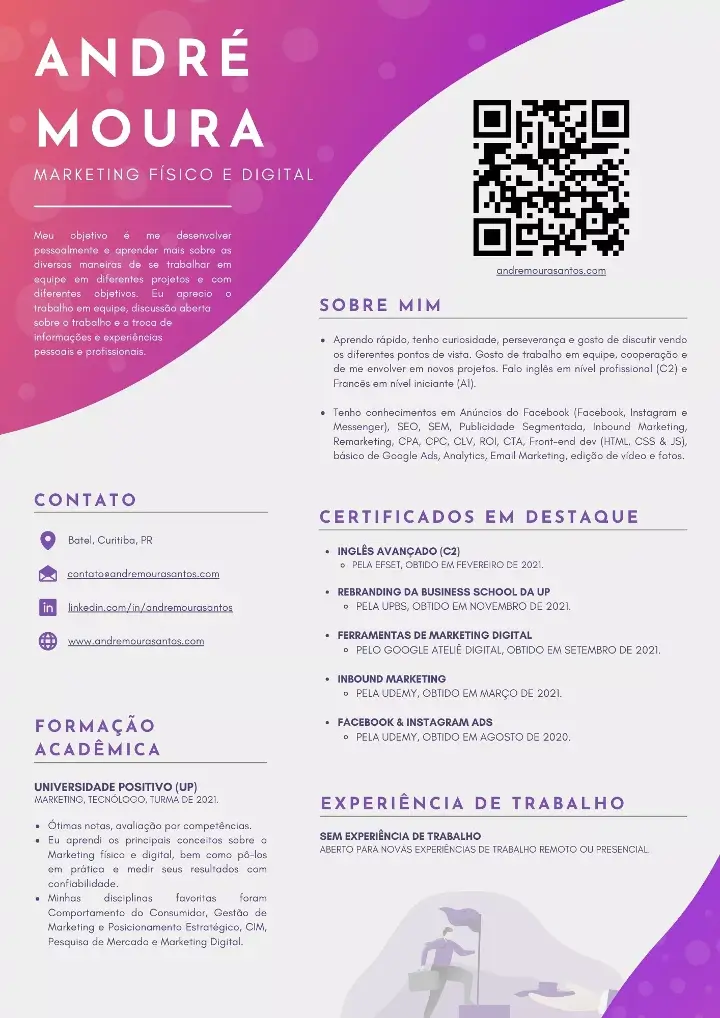 ANDRÉ
MOURA
MARKETING FÍSICO E DIGITAL
Meu objetivo é me desenvolver
pessoalmente e aprender mais sobre as
diversas maneiras de se trabalhar em
equipe em diferentes projetos e com
diferentes objetivos. Eu aprecio o
trabalho em equipe, discussão aberta
sobre o trabalho e a troca de
informações e experiências
pessoais e profissionais.
andremourasantos.com
SOBRE MIM
• Aprendo rápido, tenho curiosidade, perseverança e gosto de discutir vendo
os diferentes pontos de vista. Gosto de trabalho em equipe, cooperação e
de me envolver em novos projetos. Falo inglês em nível profissional (C2) e
Francês em nível iniciante (A1).
• Tenho conhecimentos em Anúncios do Facebook (Facebook, Instagram e
Messenger), SEO, SEM, Publicidade Segmentada, Inbound Marketing,
Remarketing, CPA, CPC, CLV, ROI, CTA, Front-end dev (HTML, CSS & JS),
básico de Google Ads, Analytics, Email Marketing, edição de vídeo e fotos.
CONTATO
Batel, Curitiba, PR
contato@andremourasantos.com
linkedin.com/in/andremourasantos
www.andremourasantos.com
FORMAÇÃO
ACADÊMICA
UNIVERSIDADE POSITIVO (UP)
MARKETING, TECNÓLOGO, TURMA DE 2021.
• Ótimas notas, avaliação por competências.
• Eu aprendi os principais conceitos sobre o
Marketing físico e digital, bem como pô-los
em prática e medir seus resultados com
confiabilidade.
• Minhas disciplinas favoritas foram
Comportamento do Consumidor, Gestão de
Marketing e Posicionamento Estratégico, CIM,
Pesquisa de Mercado e Marketing Digital.
CERTIFICADOS EM DESTAQUE
• INGLÊS AVANÇADO (C2)
○ PELA EFSET, OBTIDO EM FEVEREIRO DE 2021.
• REBRANDING DA BUSINESS SCHOOL DA UP
○ PELA UPBS, OBTIDO EM NOVEMBRO DE 2021.
• FERRAMENTAS DE MARKETING DIGITAL
○ PELO GOOGLE ATELIÊ DIGITAL, OBTIDO EM SETEMBRO DE 2021.
• INBOUND MARKETING
○ PELA UDEMY, OBTIDO EM MARÇO DE 2021.
• FACEBOOK & INSTAGRAM ADS
○ PELA UDEMY, OBTIDO EM AGOSTO DE 2020.
EXPERIÊNCIA DE TRABALHO
SEM EXPERIÊNCIA DE TRABALHO
ABERTO PARA NOVAS EXPERIÊNCIAS DE TRABALHO REMOTO OU PRESENCIAL.